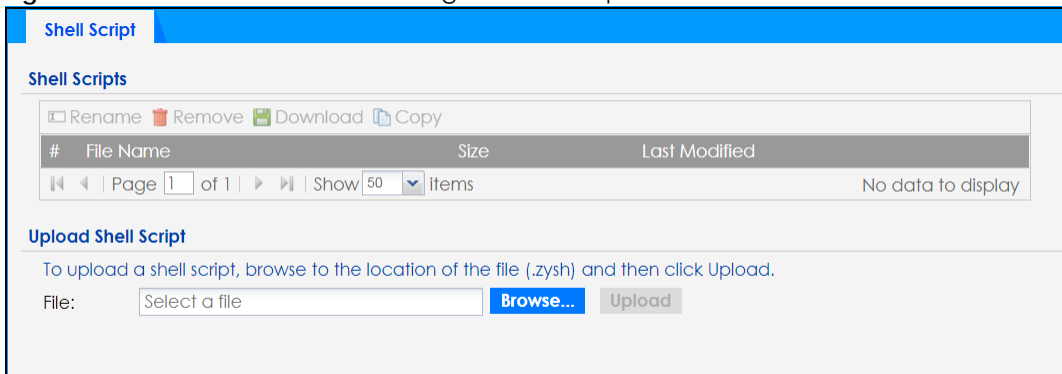 Shell Script
Shell Scripts
Rename Remove Download Copy
# File Name Size Last Modified
Page 1 of 1 Show 50 items No data to display
Upload Shell Script
To upload a shell script, browse to the location of the file (.zysh) and then click Upload.
File: Select a file Browse... Upload